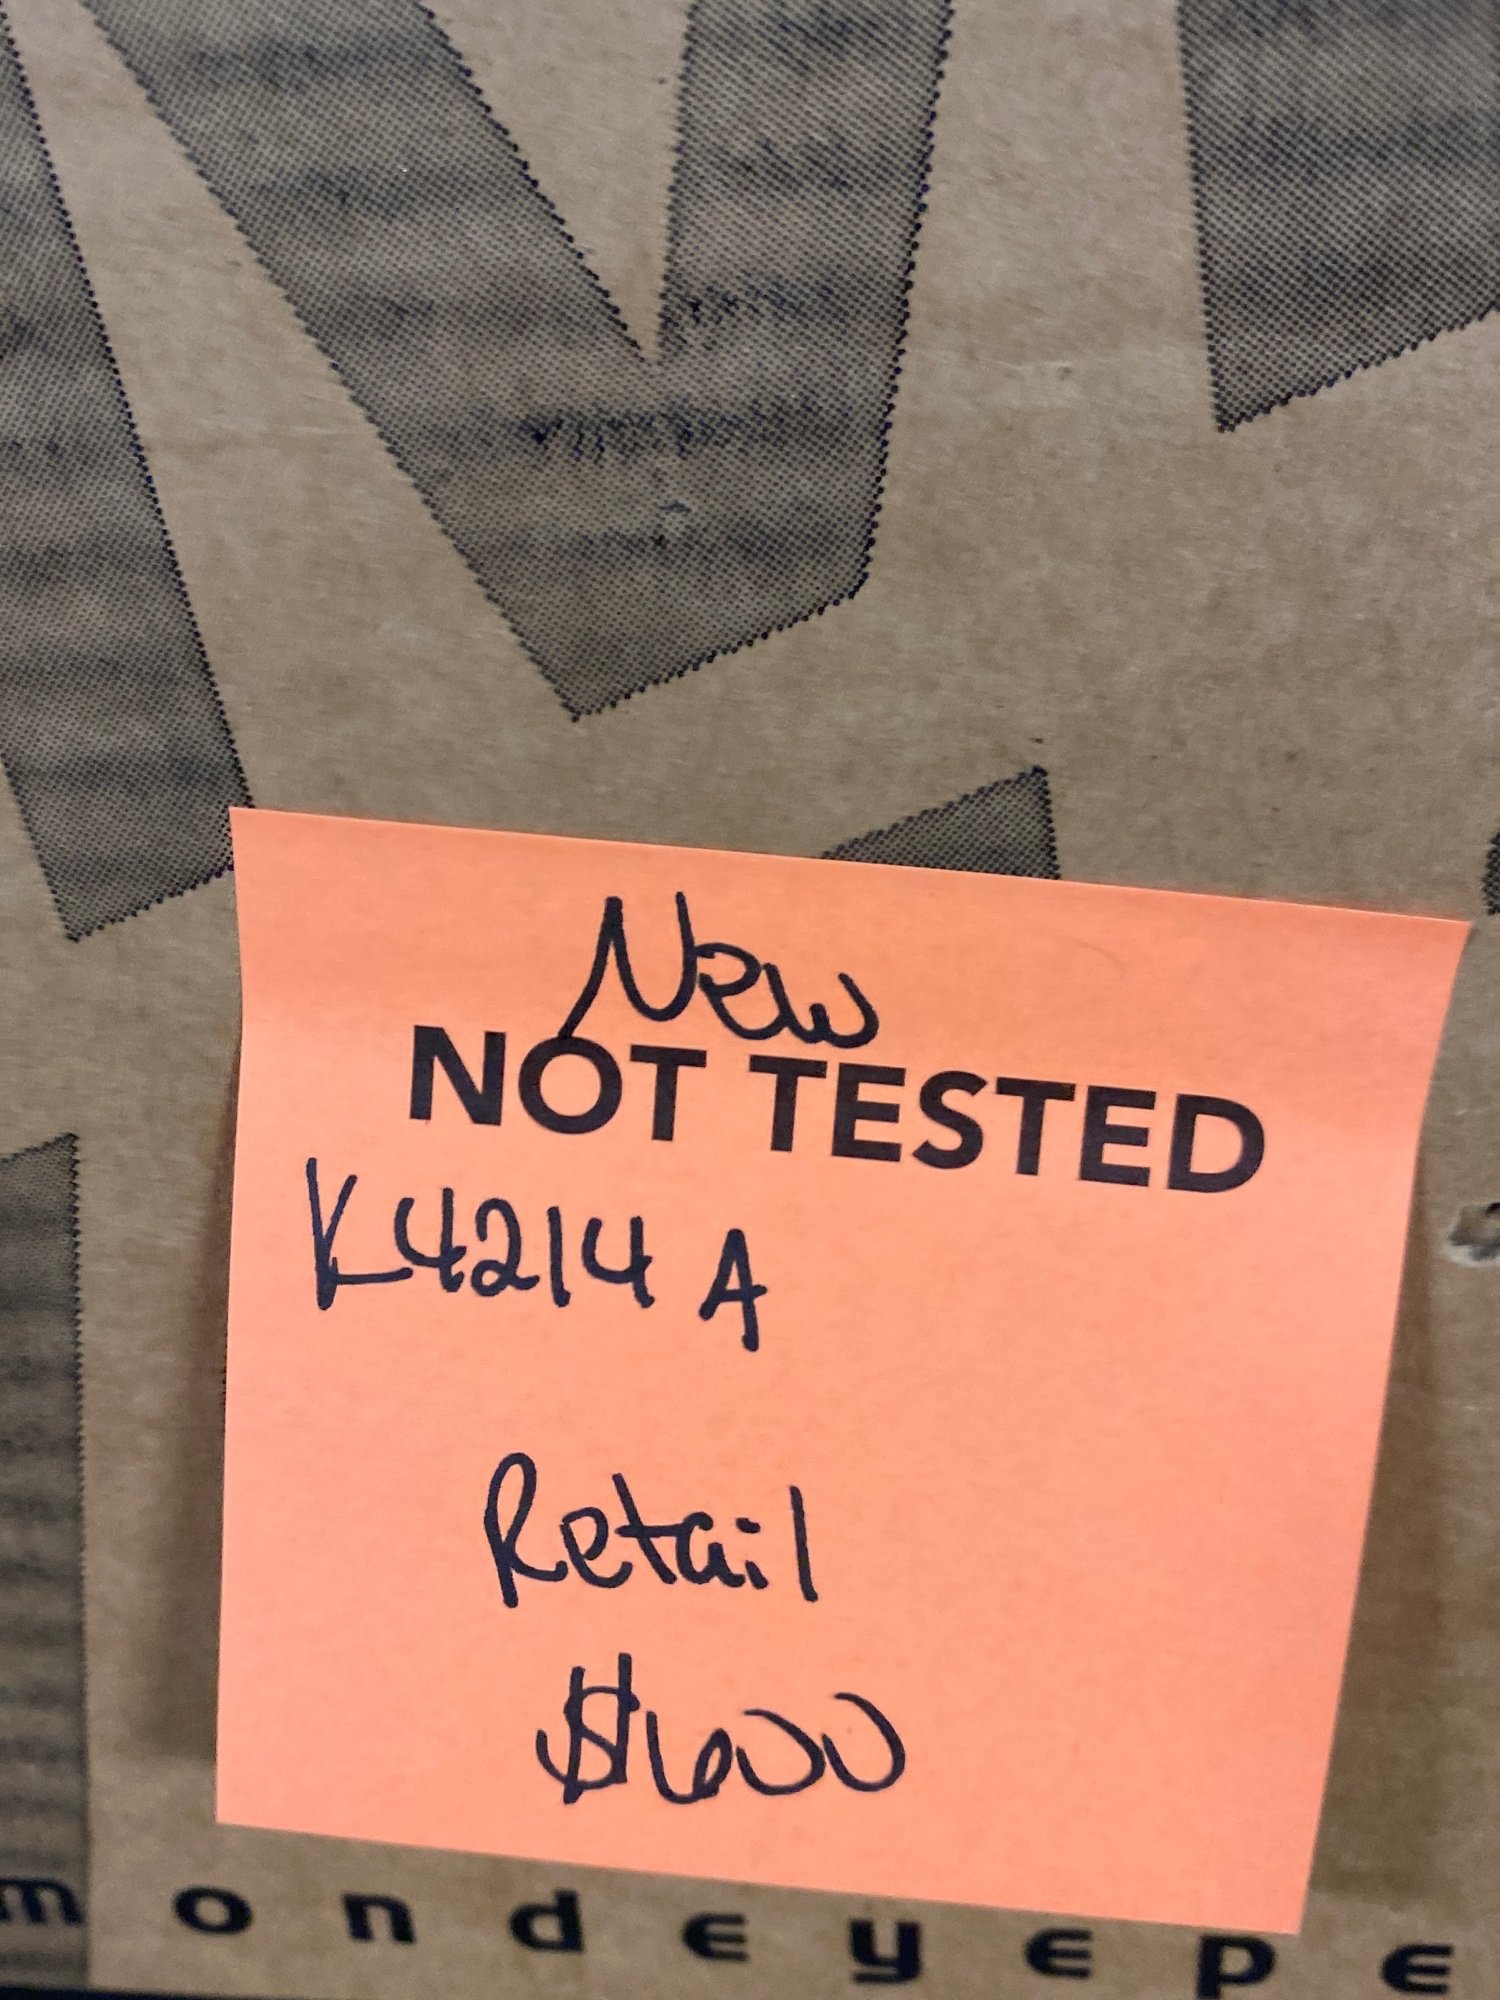 New
NOT TESTED
K4214 A
Retail
$600
mondeyepe